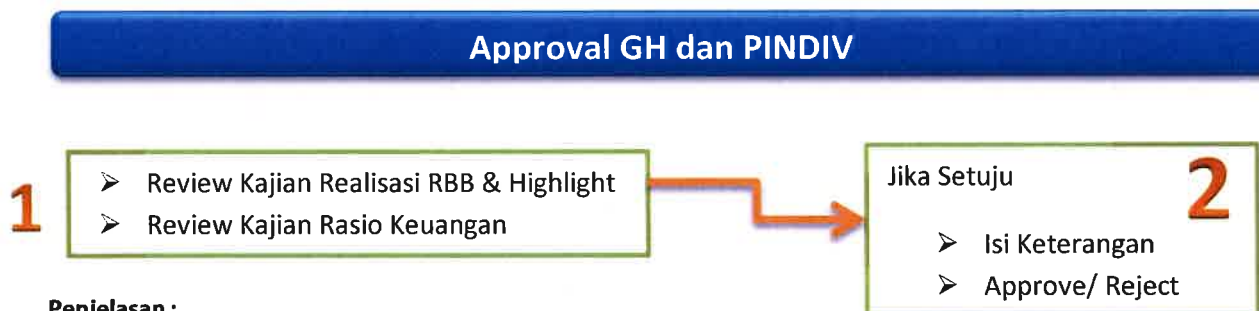 Approval GH dan PINDIV
1
➢ Review Kajian Realisasi RBB & Highlight
➢ Review Kajian Rasio Keuangan
Jika Setuju
2
➢ Isi Keterangan
➢ Approve/ Reject
Penjelasan :